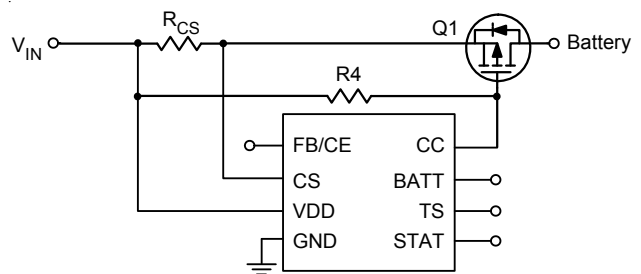 R_CS
Q1
V_IN
Battery
R4
FB/CE
CC
CS
BATT
VDD
TS
GND
STAT